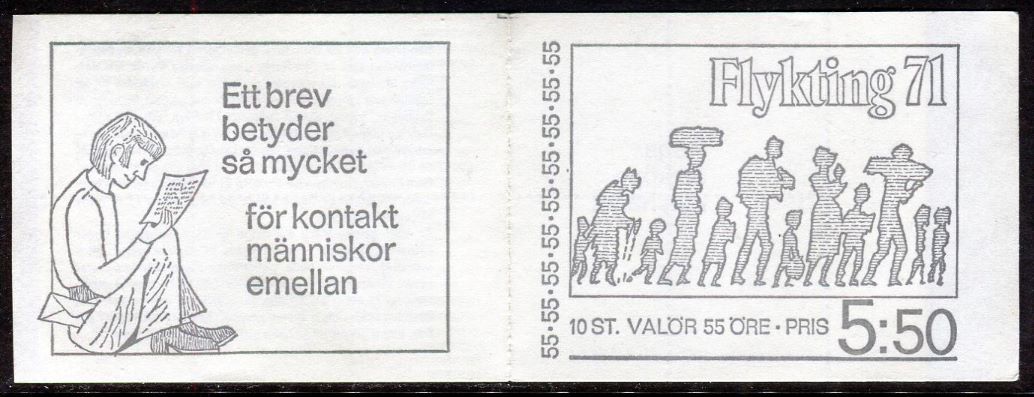 Ett brev
betyder
så mycket
för kontakt
människor
emellan
55·55·55·55·55·55·55·55
Flykting 71
10 ST. VALÖR 55 ÖRE · PRIS 5:50